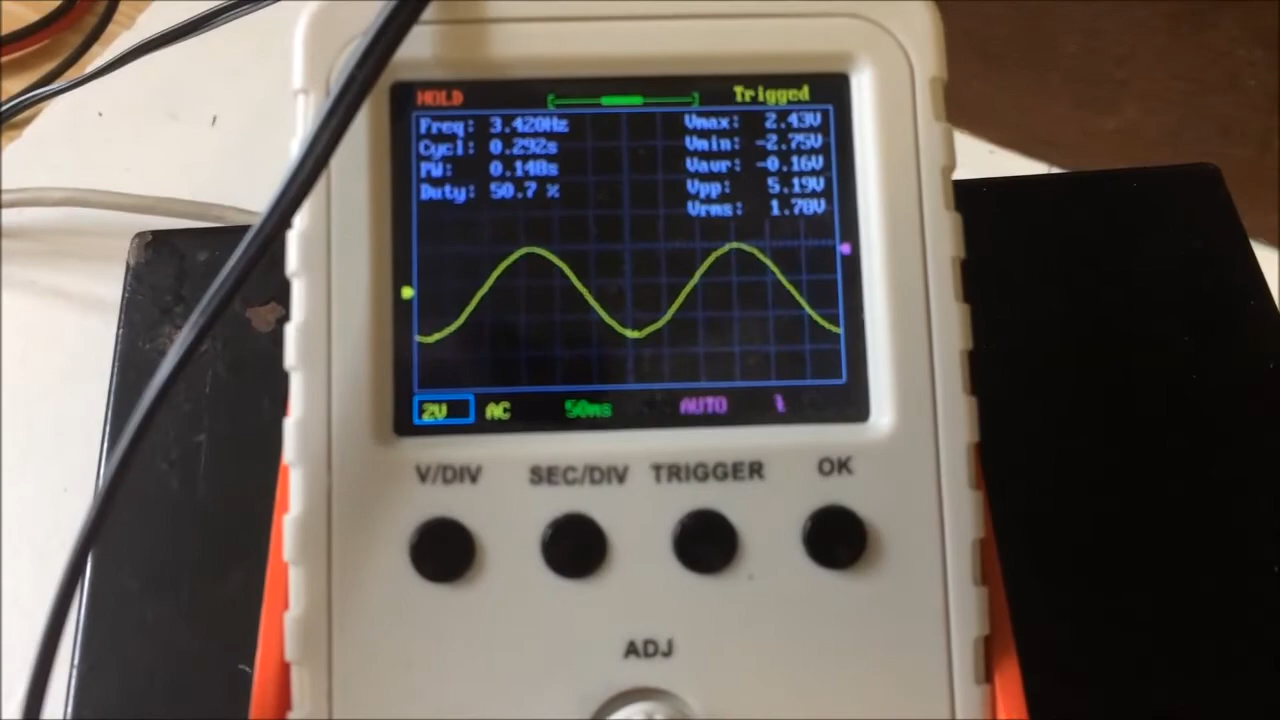 HOLD Triggered
Freq: 3.420Hz Vmax: 2.43V
Cycl: 0.292s Vmin: -2.75V
PW: 0.148s Vavr: -0.16V
Duty: 50.7 % Vpp: 5.19V
Vrms: 1.78V
2V AC 50ms AUTO
V/DIV SEC/DIV TRIGGER OK
ADJ